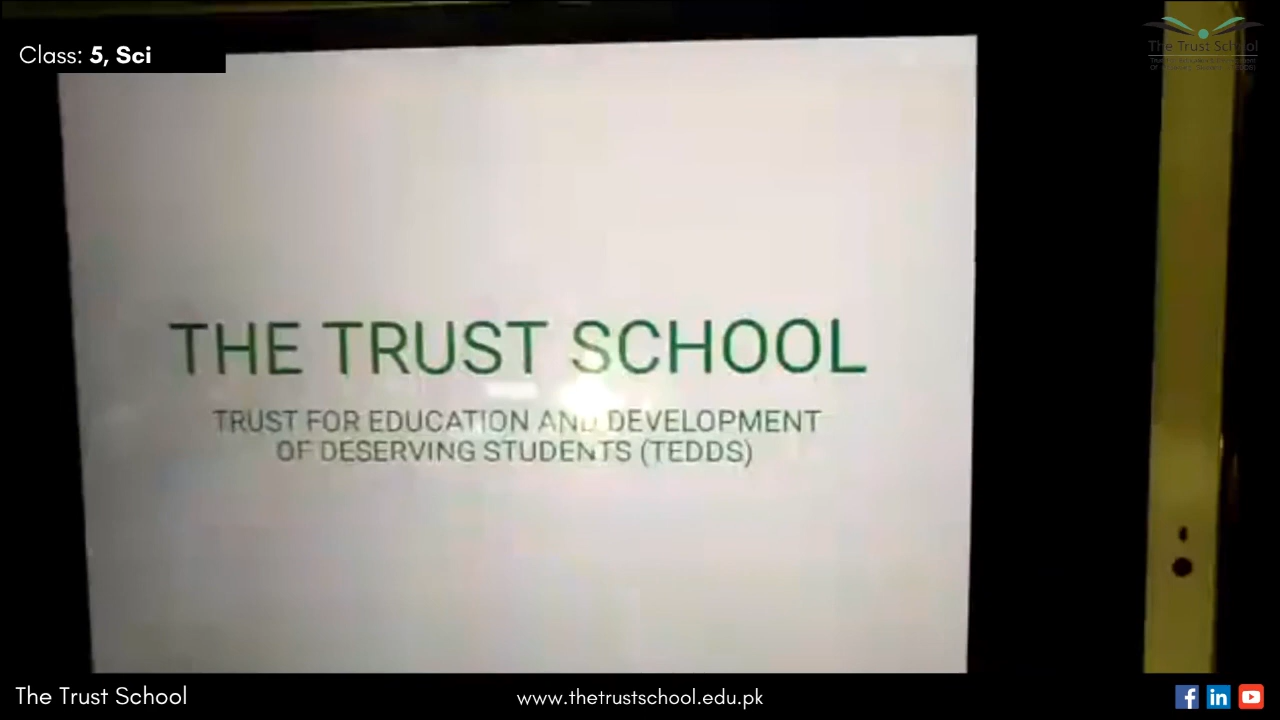 Class: 5, Sci
The Trust School
THE TRUST SCHOOL
TRUST FOR EDUCATION AND DEVELOPMENT
OF DESERVING STUDENTS (TEDDS)
The Trust School
www.thetrustschool.edu.pk